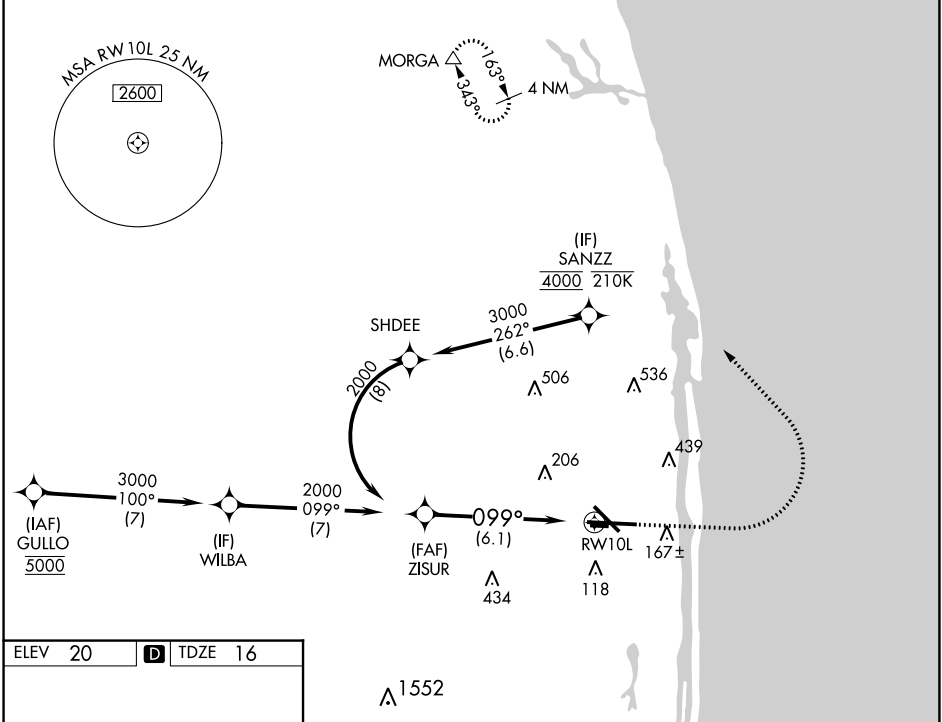 MSA RW 10L 25 NM
2600
MORGA
163°
343°
4 NM
(IF)
SANZZ
4000 210K
3000
262°
(6.6)
SHDEE
2000
(8)
506
536
439
206
3000
100°
(7)
2000
099°
(7)
099°
(6.1)
(IAF)
GULLO
5000
(IF)
WILBA
(FAF)
ZISUR
RW10L
167±
434
118
ELEV 20 D TDZE 16
1552